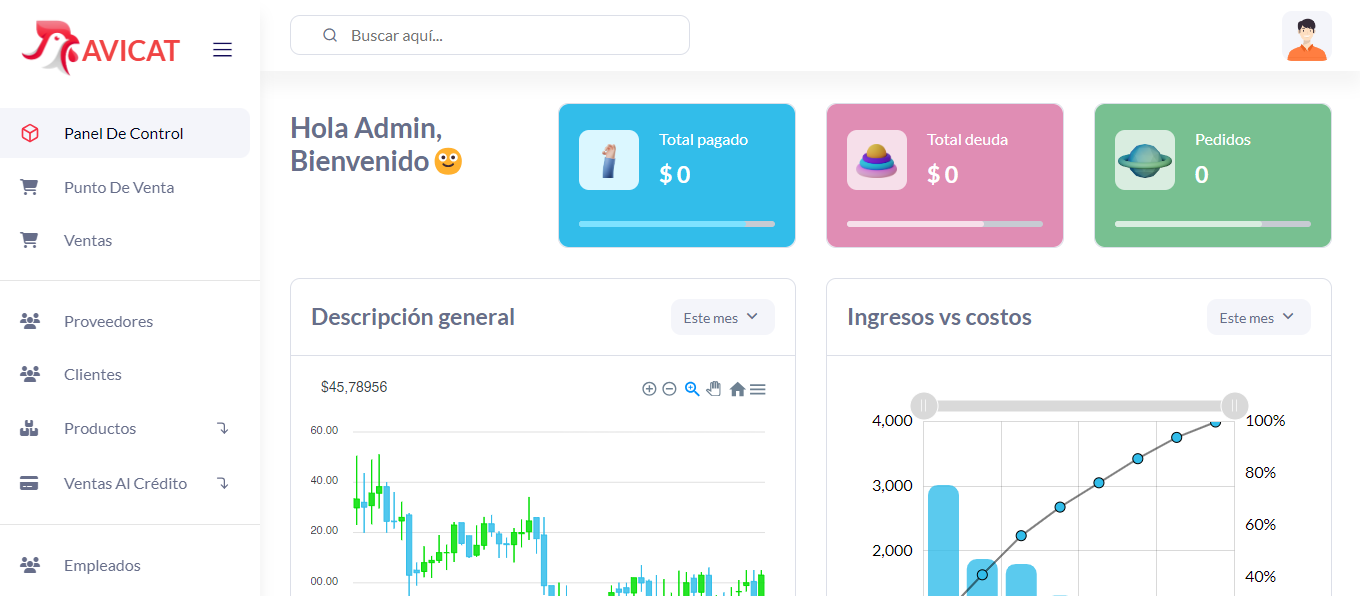 AVICAT
Buscar aquí...
Panel De Control
Punto De Venta
Ventas
Proveedores
Clientes
Productos
Ventas Al Crédito
Empleados
Hola Admin,
Bienvenido
Total pagado
$ 0
Total deuda
$ 0
Pedidos
0
Descripción general
Este mes
$45,78956
60.00
40.00
20.00
00.00
Ingresos vs costos
Este mes
4,000
3,000
2,000
100%
80%
60%
40%